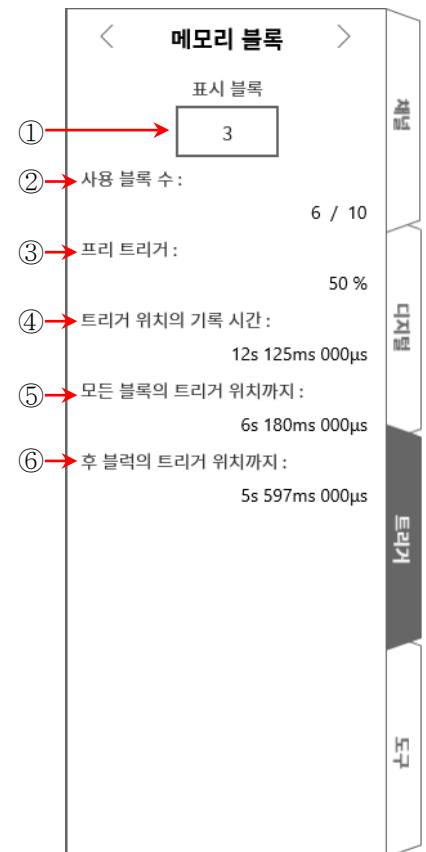 < 메모리 블록 >
표시 블록
① 3
② 사용 블록 수 :
6 / 10
③ 프리 트리거 :
50 %
④ 트리거 위치의 기록 시간 :
12s 125ms 000µs
⑤ 모든 블록의 트리거 위치까지 :
6s 180ms 000µs
⑥ 후 블럭의 트리거 위치까지 :
5s 597ms 000µs
채널
디지털
트리거
도구